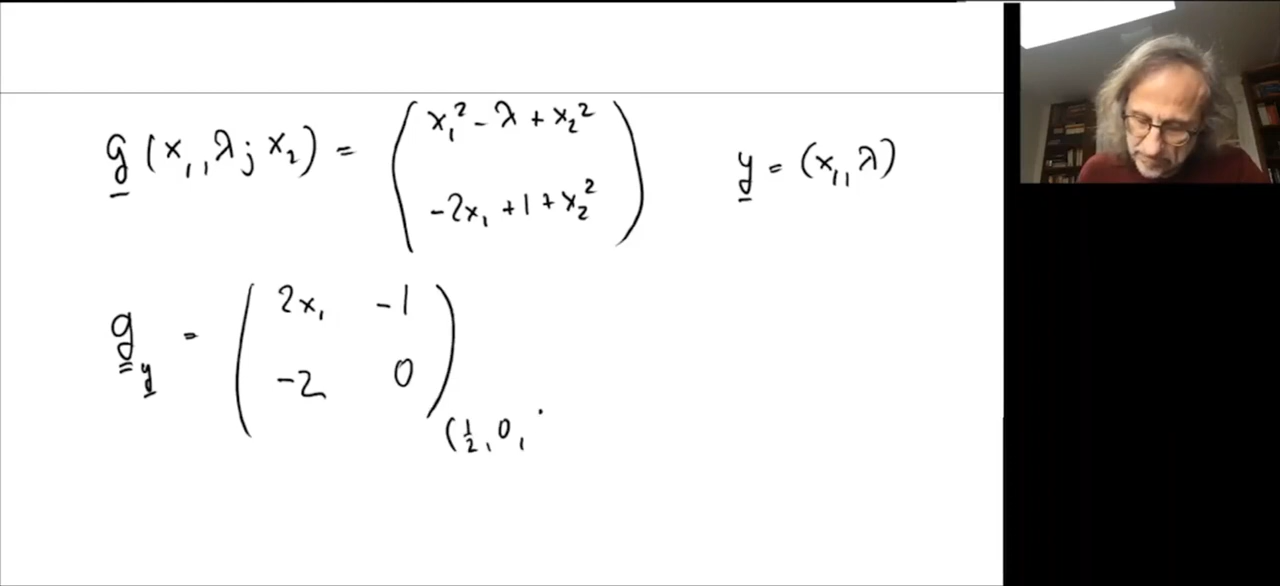 g (x₁, λ; x₂) = ( x₁² - λ + x₂²
-2x₁ + 1 + x₂² )
y = (x₁, λ)
g_y = ( 2x₁ -1
-2 0 )
(½, 0,